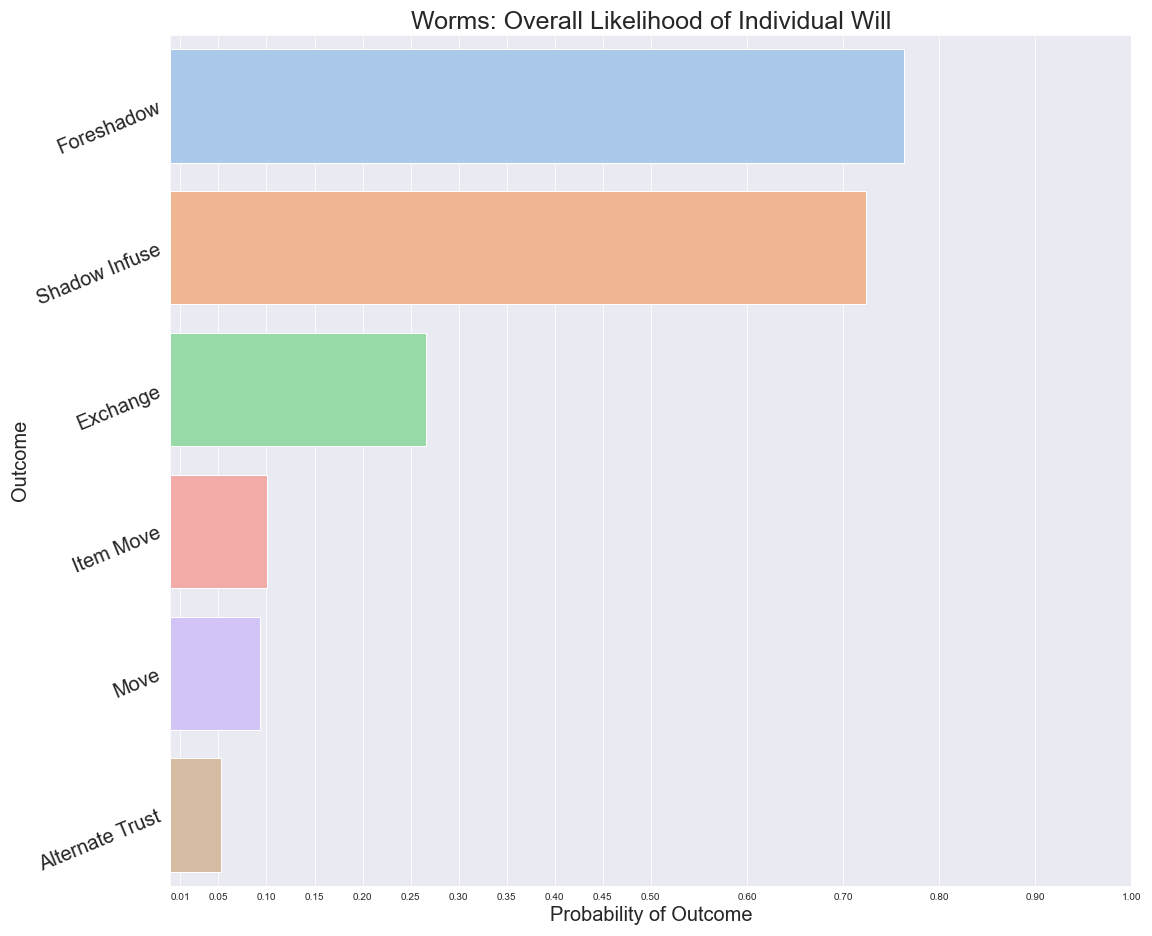 Worms: Overall Likelihood of Individual Will
Foreshadow
Shadow Infuse
Exchange
Item Move
Move
Alternate Trust
Outcome
0.01 0.05 0.10 0.15 0.20 0.25 0.30 0.35 0.40 0.45 0.50 0.60 0.70 0.80 0.90 1.00
Probability of Outcome